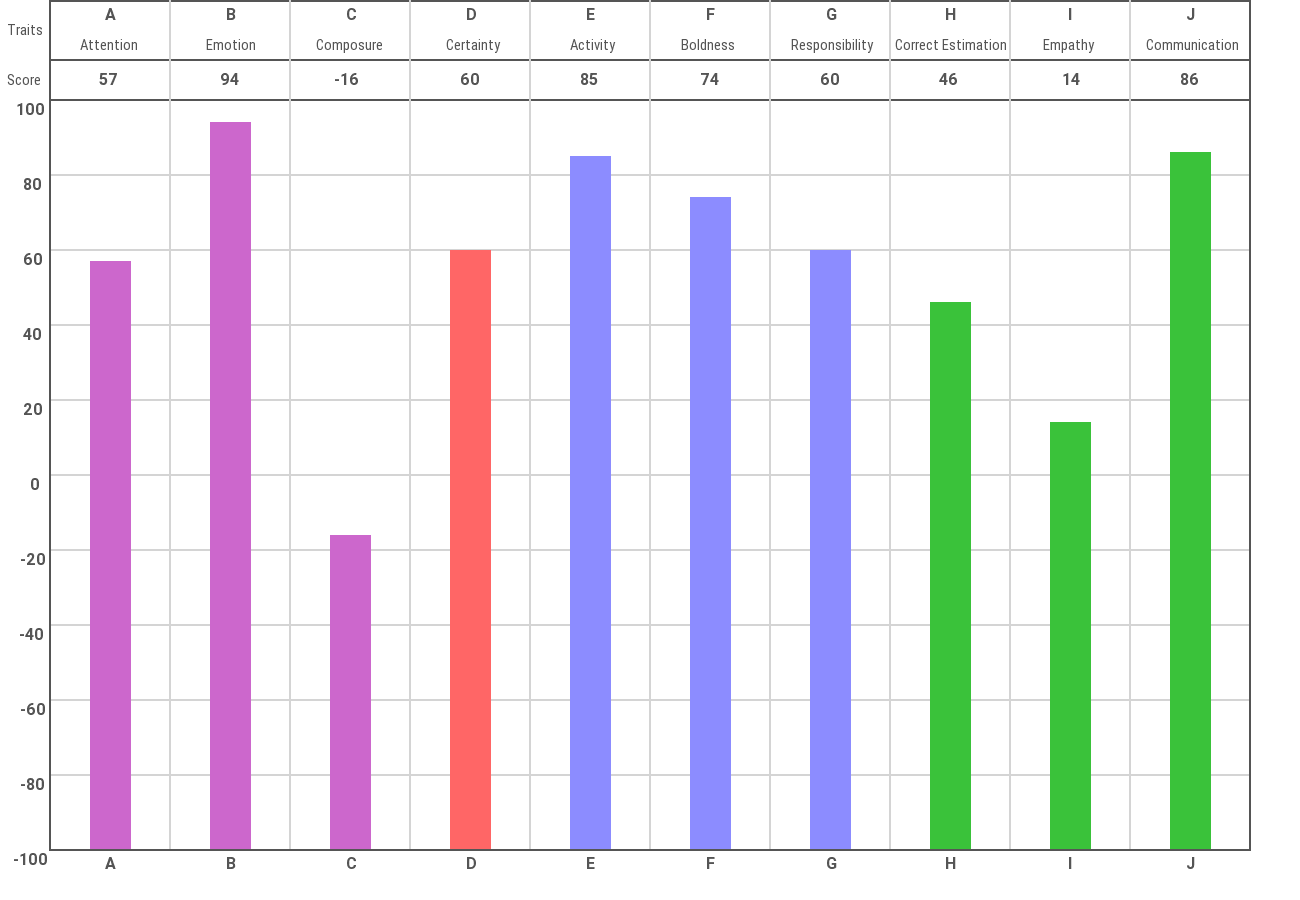 Traits A B C D E F G H I J
Attention Emotion Composure Certainty Activity Boldness Responsibility Correct Estimation Empathy Communication
Score 57 94 -16 60 85 74 60 46 14 86
100
80
60
40
20
0
-20
-40
-60
-80
-100
A B C D E F G H I J